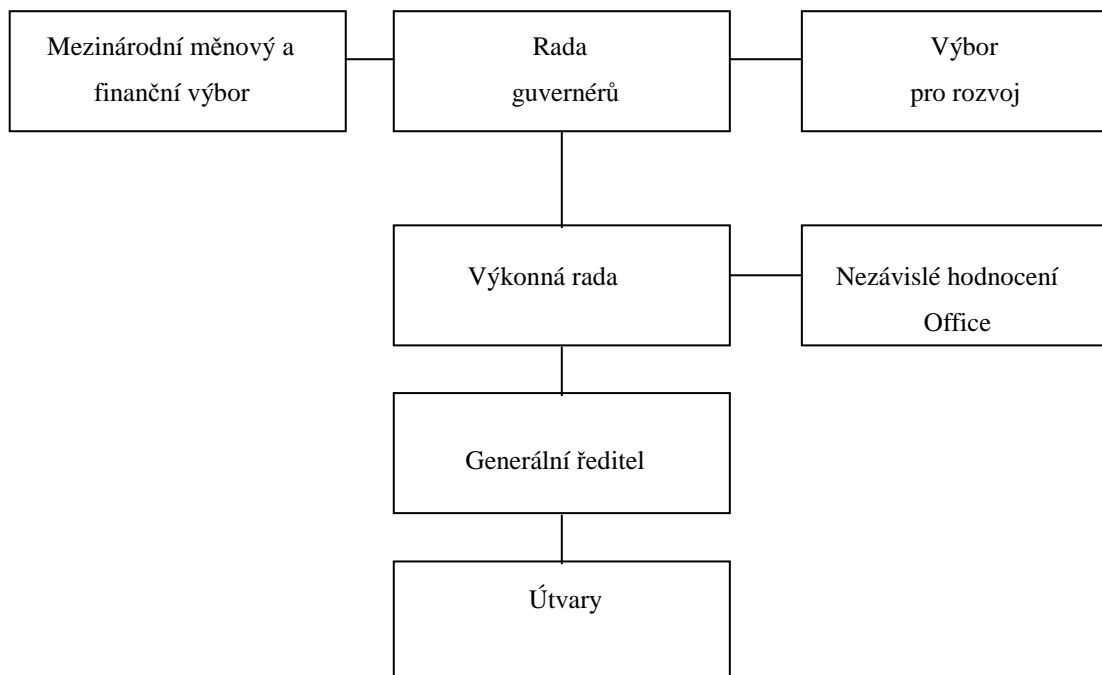 Mezinárodní měnový a
finanční výbor
Rada
guvernérů
Výbor
pro rozvoj
Výkonná rada
Nezávislé hodnocení
Office
Generální ředitel
Útvary